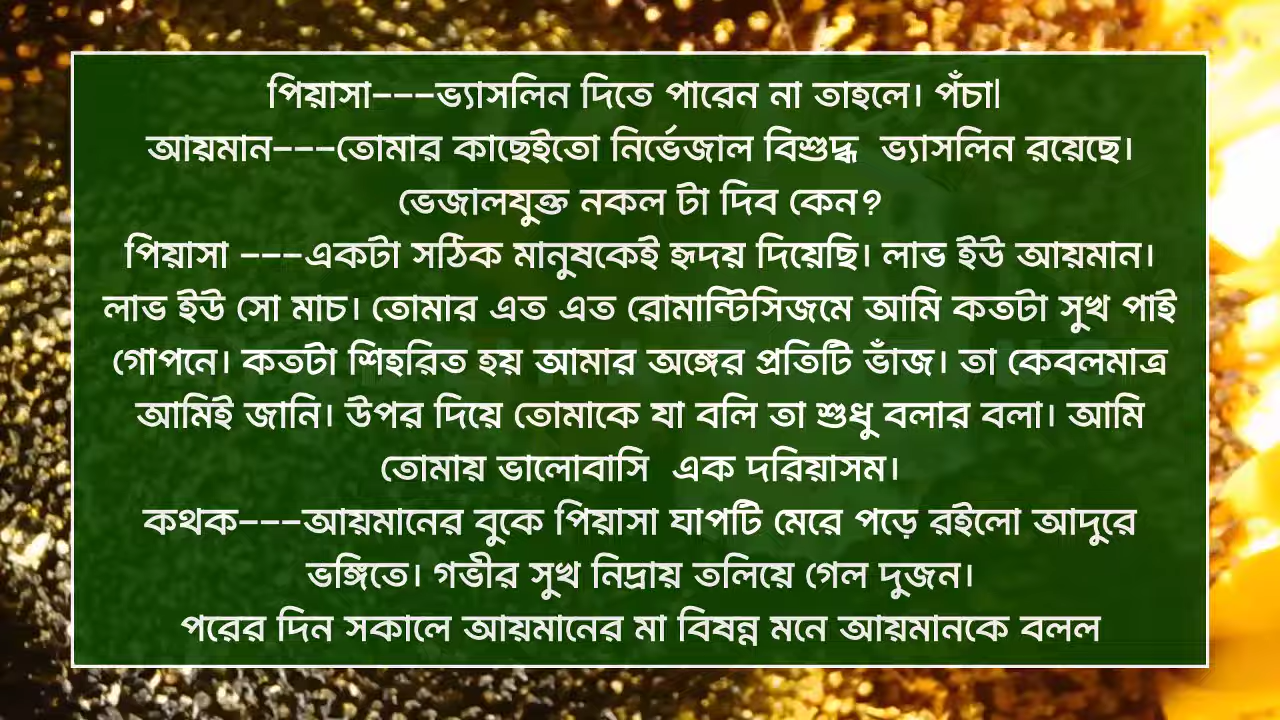 পিয়াসা---ভ্যাসলিন দিতে পারেন না তাহলে। পঁচা|
আয়মান---তোমার কাছেইতো নির্ভেজাল বিশুদ্ধ ভ্যাসলিন রয়েছে।
ভেজালযুক্ত নকল টা দিব কেন?
পিয়াসা ---একটা সঠিক মানুষকেই হৃদয় দিয়েছি। লাভ ইউ আয়মান।
লাভ ইউ সো মাচ। তোমার এত এত রোমান্টিসিজমে আমি কতটা সুখ পাই
গোপনে। কতটা শিহরিত হয় আমার অঙ্গের প্রতিটি ভাঁজ। তা কেবলমাত্র
আমিই জানি। উপর দিয়ে তোমাকে যা বলি তা শুধু বলার বলা। আমি
তোমায় ভালোবাসি এক দরিয়াসম।
কথক---আয়মানের বুকে পিয়াসা ঘাপটি মেরে পড়ে রইলো আদুরে
ভঙ্গিতে। গভীর সুখ নিদ্রায় তলিয়ে গেল দুজন।
পরের দিন সকালে আয়মানের মা বিষন্ন মনে আয়মানকে বলল